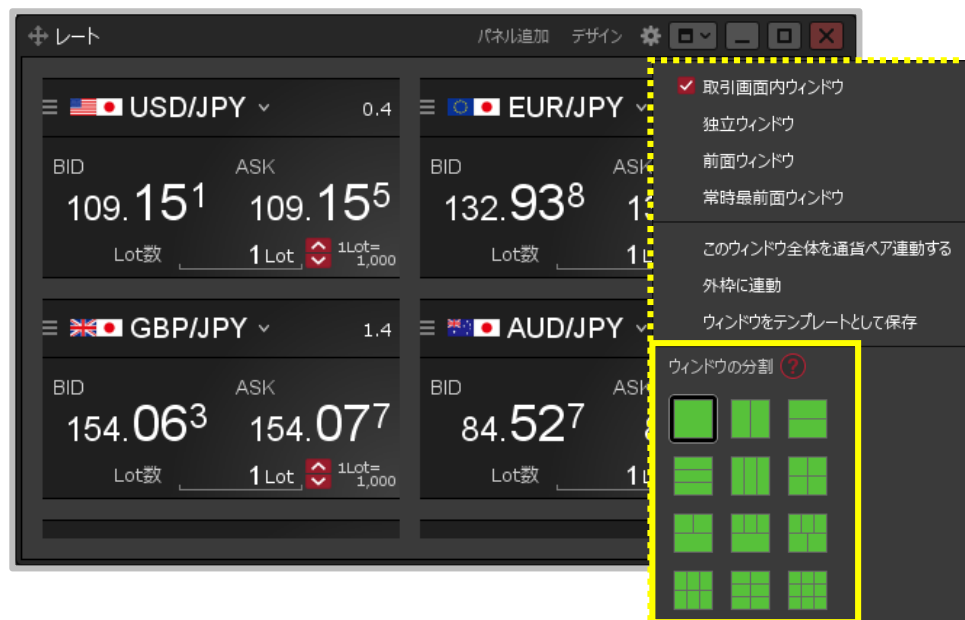 レート
パネル追加 デザイン
USD/JPY 0.4
BID ASK
109.151 109.155
Lot数 1 Lot 1Lot=1,000
EUR/JPY
BID ASK
132.938
Lot数
GBP/JPY 1.4
BID ASK
154.063 154.077
Lot数 1 Lot 1Lot=1,000
AUD/JPY
BID ASK
84.527
Lot数
取引画面内ウィンドウ
独立ウィンドウ
前面ウィンドウ
常時最前面ウィンドウ
このウィンドウ全体を通貨ペア連動する
外枠に連動
ウィンドウをテンプレートとして保存
ウィンドウの分割 ?